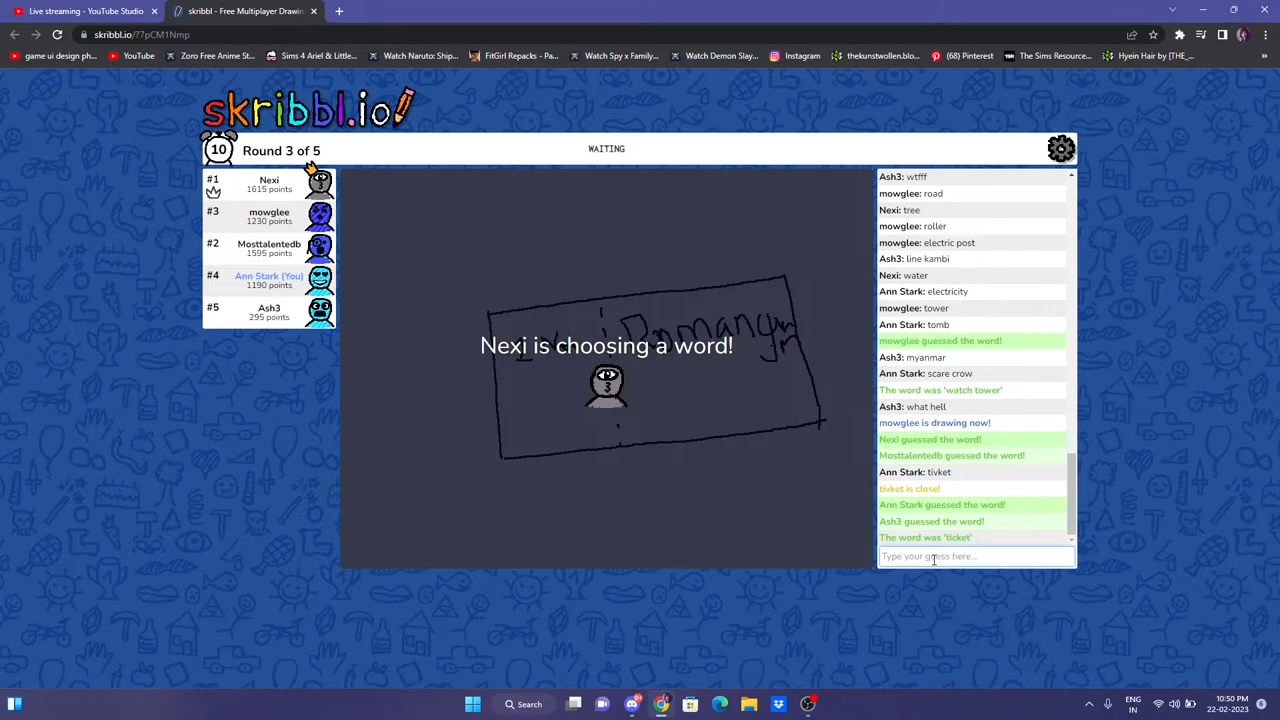 Live streaming - YouTube Studio
skribbl - Free Multiplayer Drawin
skribbl.io/?7pCM1Nmp
game ui design ph...
YouTube
Zoro Free Anime St...
Sims 4 Ariel & Little...
Watch Naruto: Ship...
FitGirl Repacks - Pa...
Watch Spy x Family...
Watch Demon Slay...
Instagram
thekunstwollen.blo...
(68) Pinterest
The Sims Resource...
Hyein Hair by [THE_...
skribbl.io
10
Round 3 of 5
WAITING
#1
Nexi
1615 points
#3
mowglee
1230 points
#2
Mosttalentedb
1595 points
#4
Ann Stark (You)
1190 points
#5
Ash3
295 points
Nexi is choosing a word!
Ash3: wtfff
mowglee: road
Nexi: tree
mowglee: roller
mowglee: electric post
Ash3: line kambi
Nexi: water
Ann Stark: electricity
mowglee: tower
Ann Stark: tomb
mowglee guessed the word!
Ash3: myanmar
Ann Stark: scare crow
The word was 'watch tower'
Ash3: what hell
mowglee is drawing now!
Nexi guessed the word!
Mosttalentedb guessed the word!
Ann Stark: tivket
tivket is close!
Ann Stark guessed the word!
Ash3 guessed the word!
The word was 'ticket'
Type your guess here...
Search
ENG
IN
10:50 PM
22-02-2023